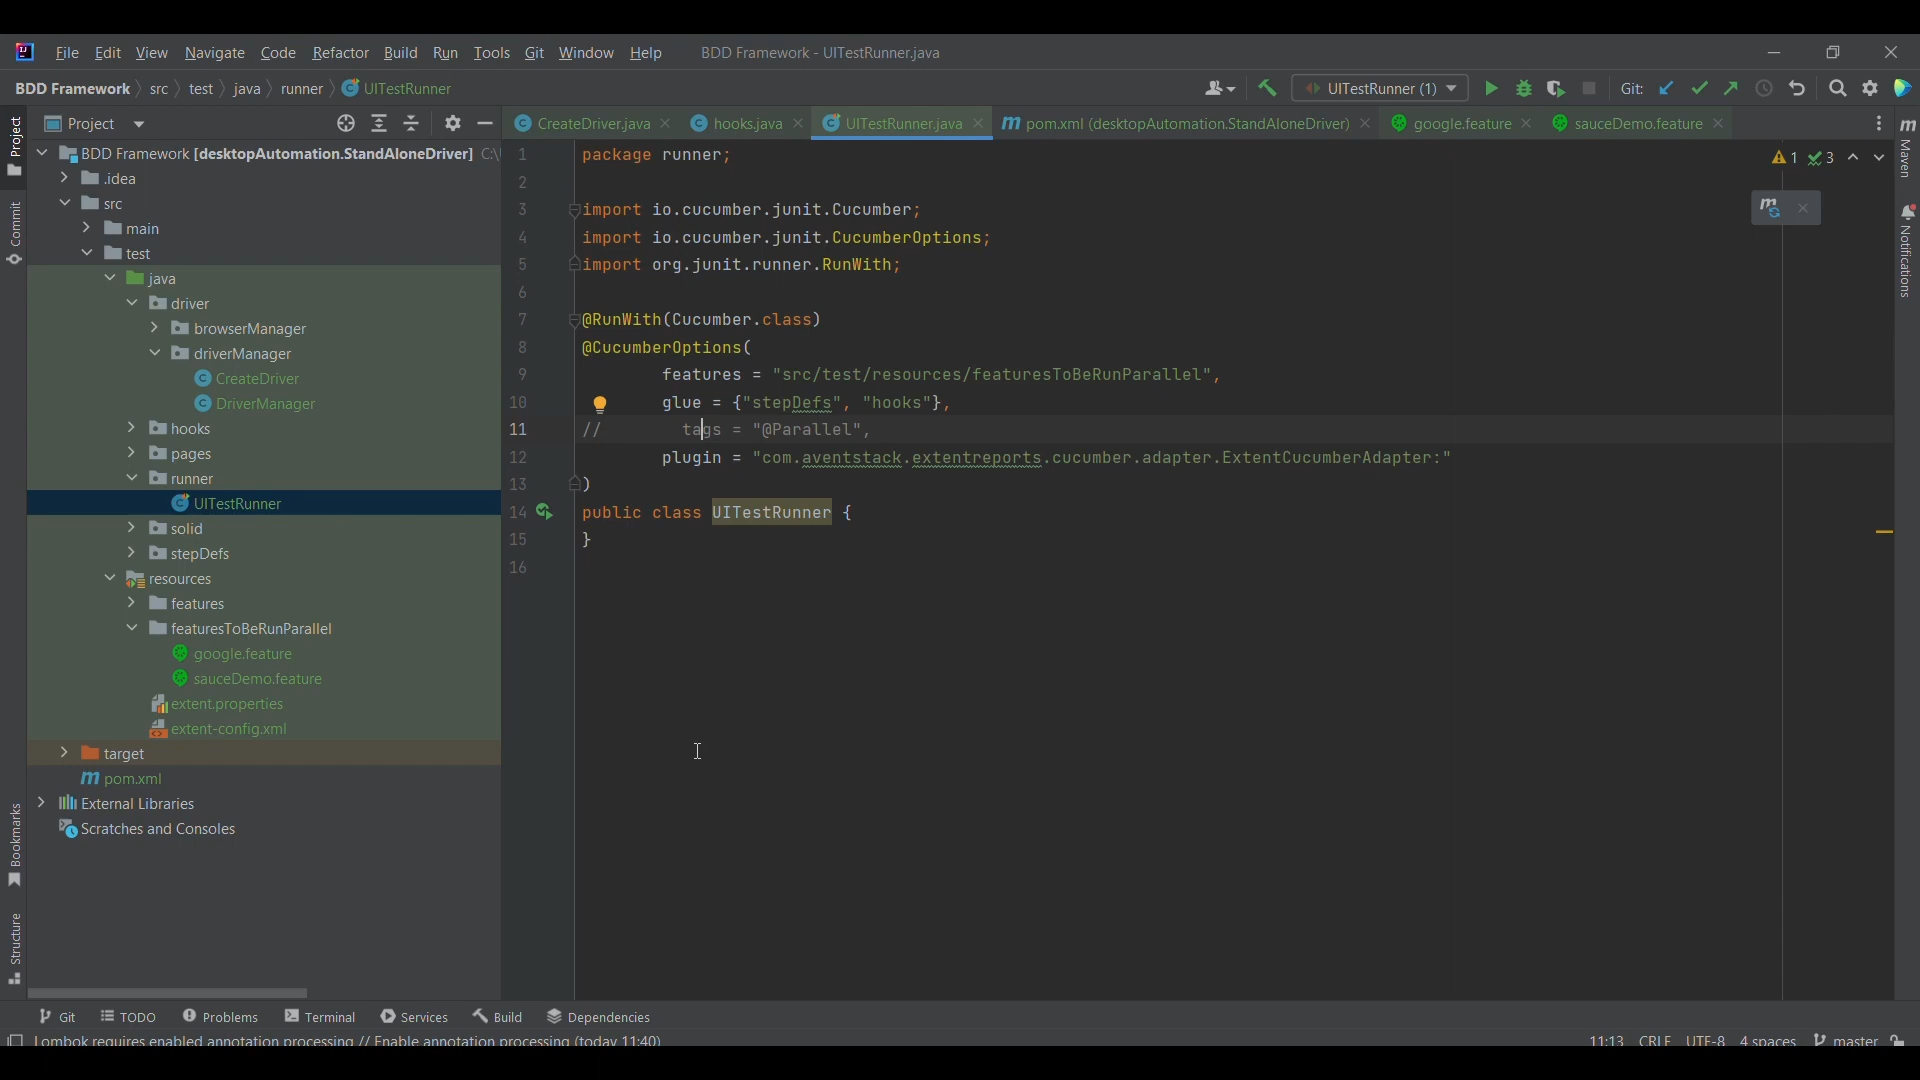 File Edit View Navigate Code Refactor Build Run Tools Git Window Help BDD Framework - UITestRunner.java
BDD Framework src test java runner UITestRunner UITestRunner (1) Git:
Project CreateDriver.java hooks.java UITestRunner.java pom.xml (desktopAutomation.StandAloneDriver) google.feature sauceDemo.feature
Project
Commit
Bookmarks
Structure
BDD Framework [desktopAutomation.StandAloneDriver] C:\
.idea
src
main
test
java
driver
browserManager
driverManager
CreateDriver
DriverManager
hooks
pages
runner
UITestRunner
solid
stepDefs
resources
features
featuresToBeRunParallel
google.feature
sauceDemo.feature
extent.properties
extent-config.xml
target
pom.xml
External Libraries
Scratches and Consoles
1 package runner;
2
3 import io.cucumber.junit.Cucumber;
4 import io.cucumber.junit.CucumberOptions;
5 import org.junit.runner.RunWith;
6
7 @RunWith(Cucumber.class)
8 @CucumberOptions(
9 features = "src/test/resources/featuresToBeRunParallel",
10 glue = {"stepDefs", "hooks"},
11 // tags = "@Parallel",
12 plugin = "com.aventstack.extentreports.cucumber.adapter.ExtentCucumberAdapter:"
13 )
14 public class UITestRunner {
15 }
16
1 3
Maven
Notifications
Git TODO Problems Terminal Services Build Dependencies
Lombok requires enabled annotation processing // Enable annotation processing (today 11:40) 11:13 CRLF UTF-8 4 spaces master